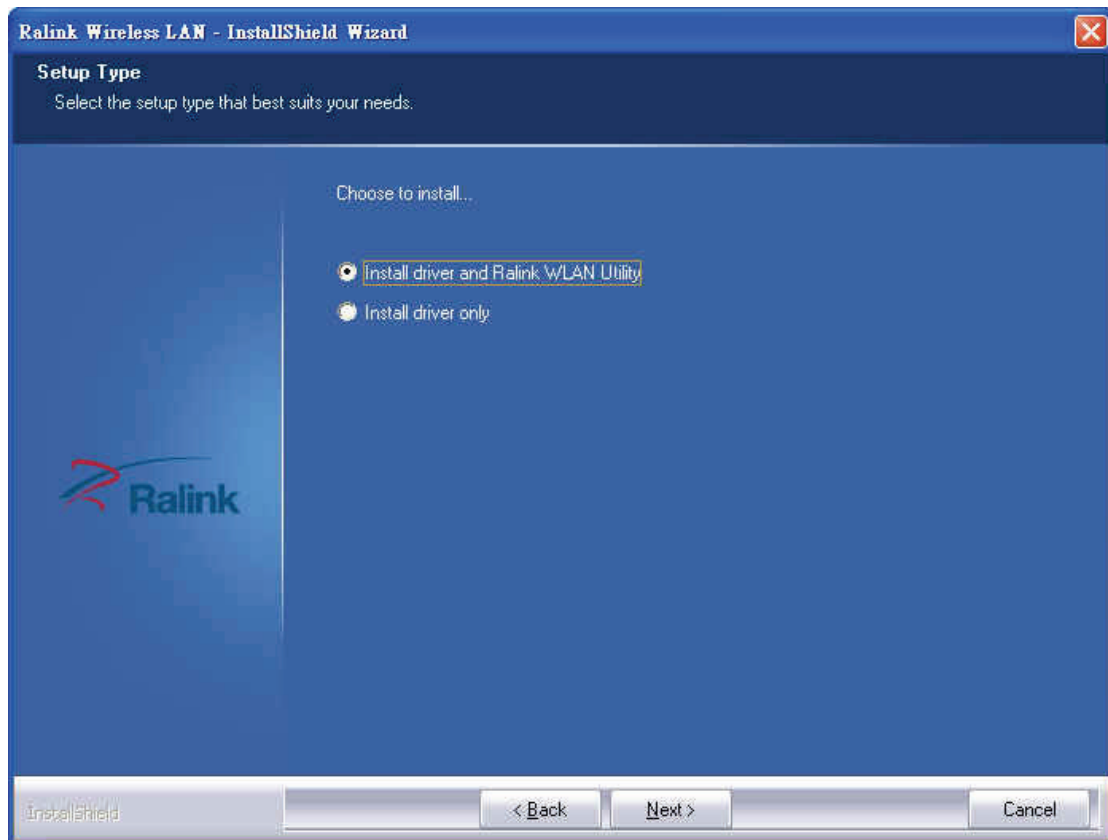 Ralink Wireless LAN - InstallShield Wizard
Setup Type
Select the setup type that best suits your needs.
Choose to install...
Install driver and Ralink WLAN Utility
Install driver only
Ralink
InstallShield
< Back
Next >
Cancel